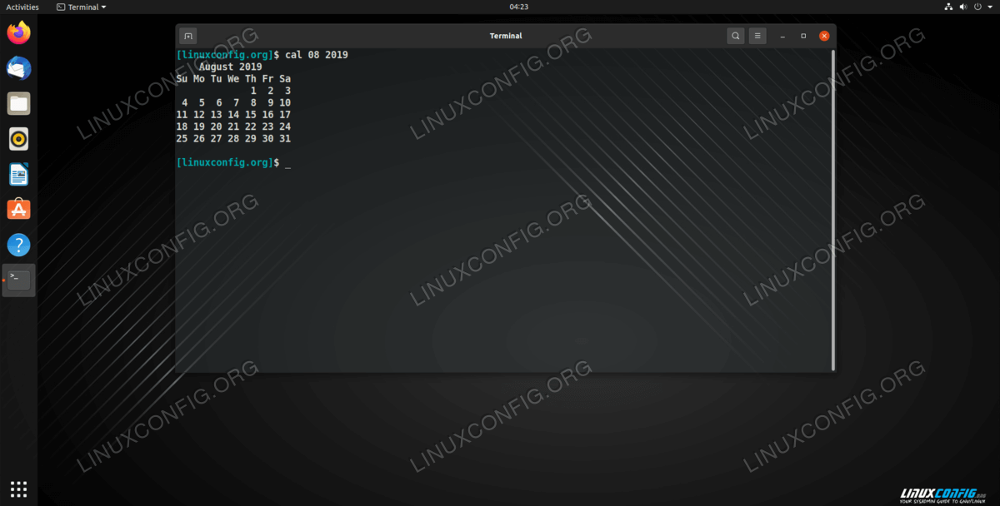 Activities Terminal 04:23
Terminal
[linuxconfig.org]$ cal 08 2019
August 2019
Su Mo Tu We Th Fr Sa
1 2 3
4 5 6 7 8 9 10
11 12 13 14 15 16 17
18 19 20 21 22 23 24
25 26 27 28 29 30 31
[linuxconfig.org]$ _
LINUXCONFIG.ORG LINUXCONFIG.ORG LINUXCONFIG.ORG
LINUXCONFIG.ORG LINUXCONFIG.ORG LINUXCONFIG.ORG
LINUXCONFIG.ORG LINUXCONFIG.ORG LINUXCONFIG.ORG
LINUXCONFIG.ORG
YOUR SYSADMIN GUIDE TO GNU/LINUX